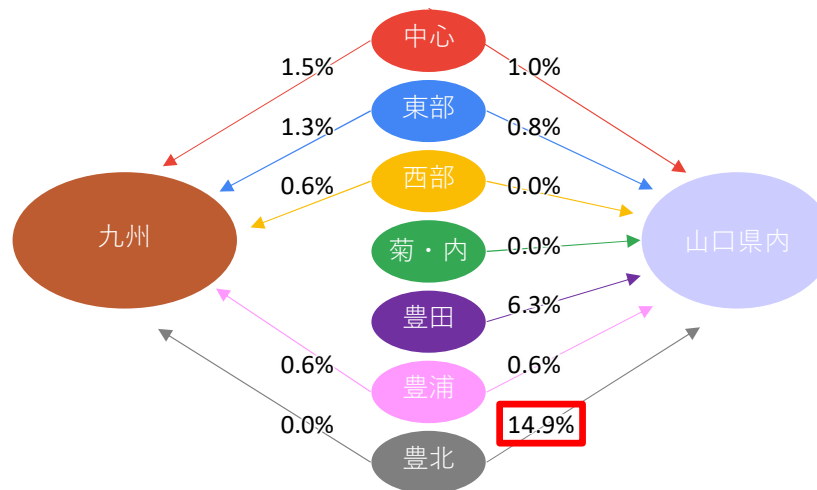 中心
1.5%
1.0%
東部
1.3%
0.8%
西部
0.6%
0.0%
九州
菊・内
0.0%
山口県内
豊田
6.3%
豊浦
0.6%
0.6%
豊北
0.0%
14.9%